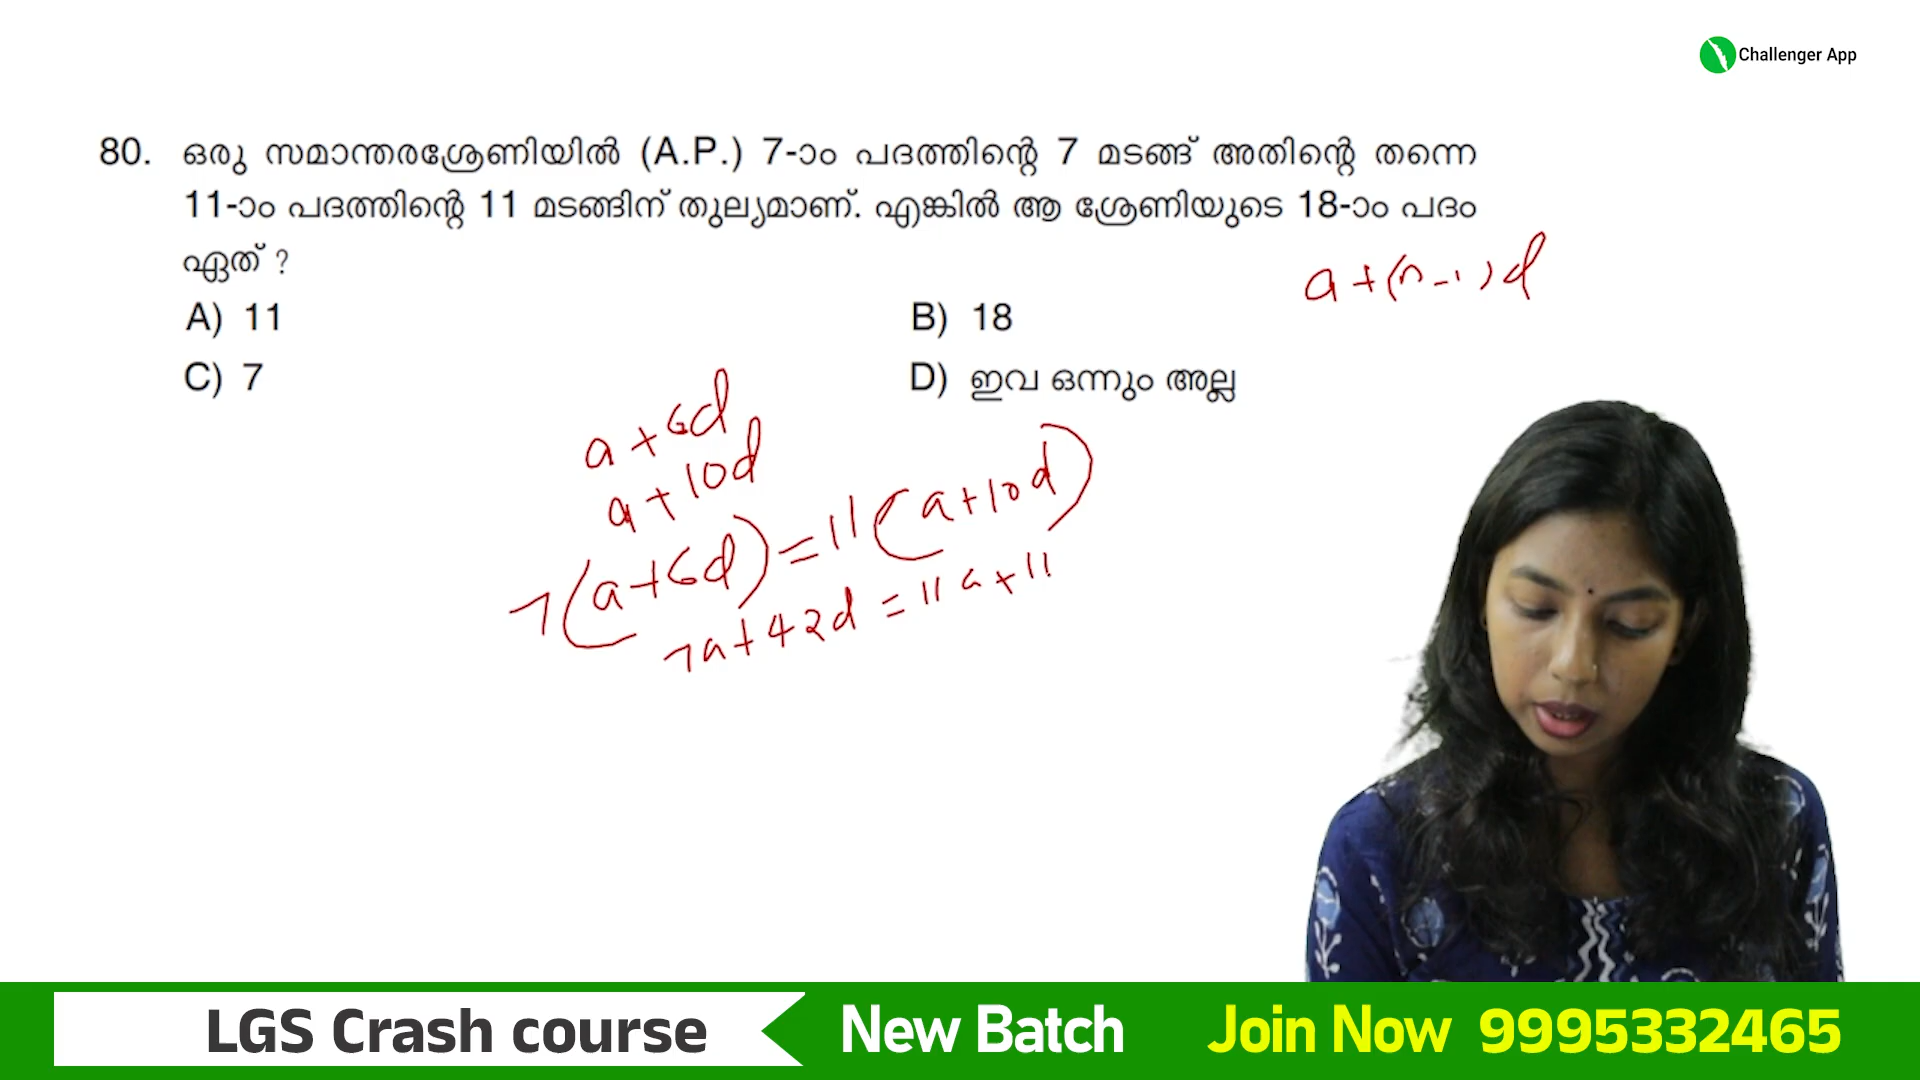 Challenger App
80. ഒരു സമാന്തരശ്രേണിയിൽ (A.P.) 7-ാം പദത്തിന്റെ 7 മടങ്ങ് അതിന്റെ തന്നെ
11-ാം പദത്തിന്റെ 11 മടങ്ങിന് തുല്യമാണ്. എങ്കിൽ ആ ശ്രേണിയുടെ 18-ാം പദം
ഏത് ?
a+(n-1)d
A) 11 B) 18
C) 7 D) ഇവ ഒന്നും അല്ല
a+6d
a+10d
7(a+6d)=11(a+10d)
7a+42d=11a+11
LGS Crash course New Batch Join Now 9995332465